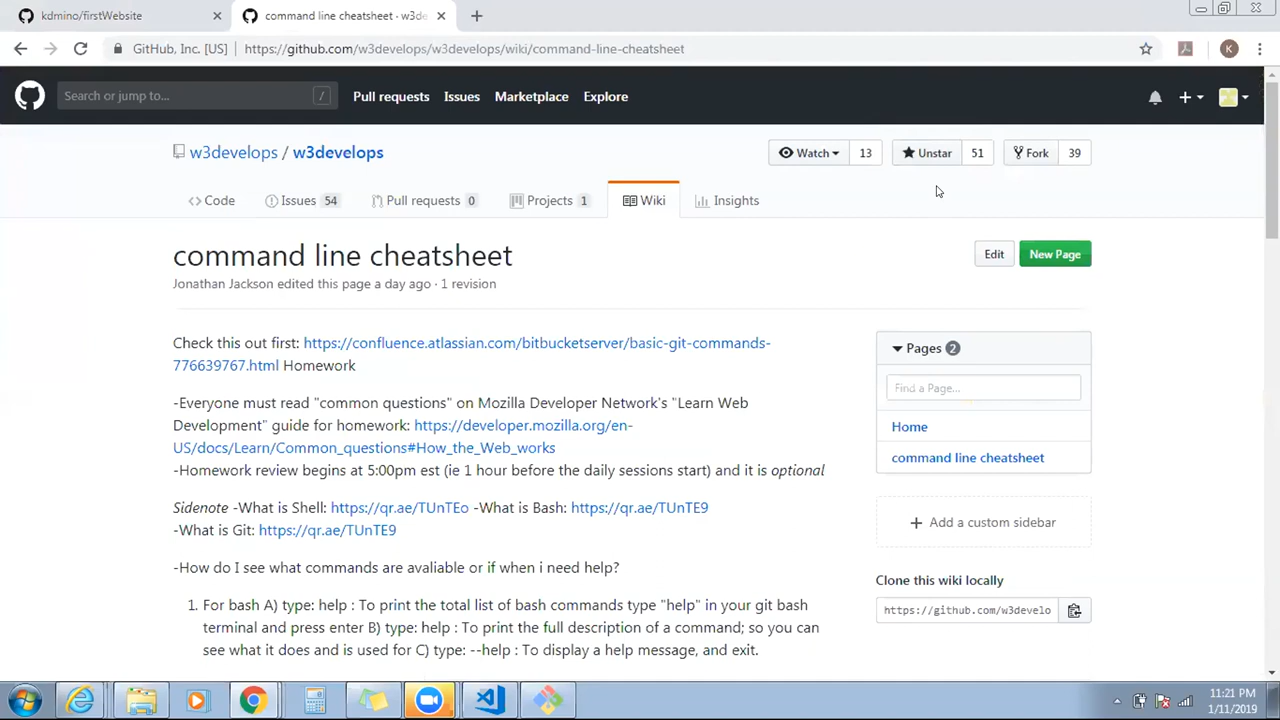 kdmino/firstWebsite
command line cheatsheet · w3de
GitHub, Inc. [US] | https://github.com/w3develops/w3develops/wiki/command-line-cheatsheet
K
Search or jump to... /
Pull requests Issues Marketplace Explore
w3develops / w3develops
Watch 13 Unstar 51 Fork 39
Code Issues 54 Pull requests 0 Projects 1 Wiki Insights
command line cheatsheet
Edit New Page
Jonathan Jackson edited this page a day ago · 1 revision
Check this out first: https://confluence.atlassian.com/bitbucketserver/basic-git-commands-
776639767.html Homework
-Everyone must read "common questions" on Mozilla Developer Network's "Learn Web
Development" guide for homework: https://developer.mozilla.org/en-
US/docs/Learn/Common_questions#How_the_Web_works
-Homework review begins at 5:00pm est (ie 1 hour before the daily sessions start) and it is optional
Sidenote -What is Shell: https://qr.ae/TUnTEo -What is Bash: https://qr.ae/TUnTE9
-What is Git: https://qr.ae/TUnTE9
-How do I see what commands are avaliable or if when i need help?
1. For bash A) type: help : To print the total list of bash commands type "help" in your git bash
terminal and press enter B) type: help : To print the full description of a command; so you can
see what it does and is used for C) type: --help : To display a help message, and exit.
Pages 2
Find a Page...
Home
command line cheatsheet
+ Add a custom sidebar
Clone this wiki locally
https://github.com/w3develo
11:21 PM
1/11/2019